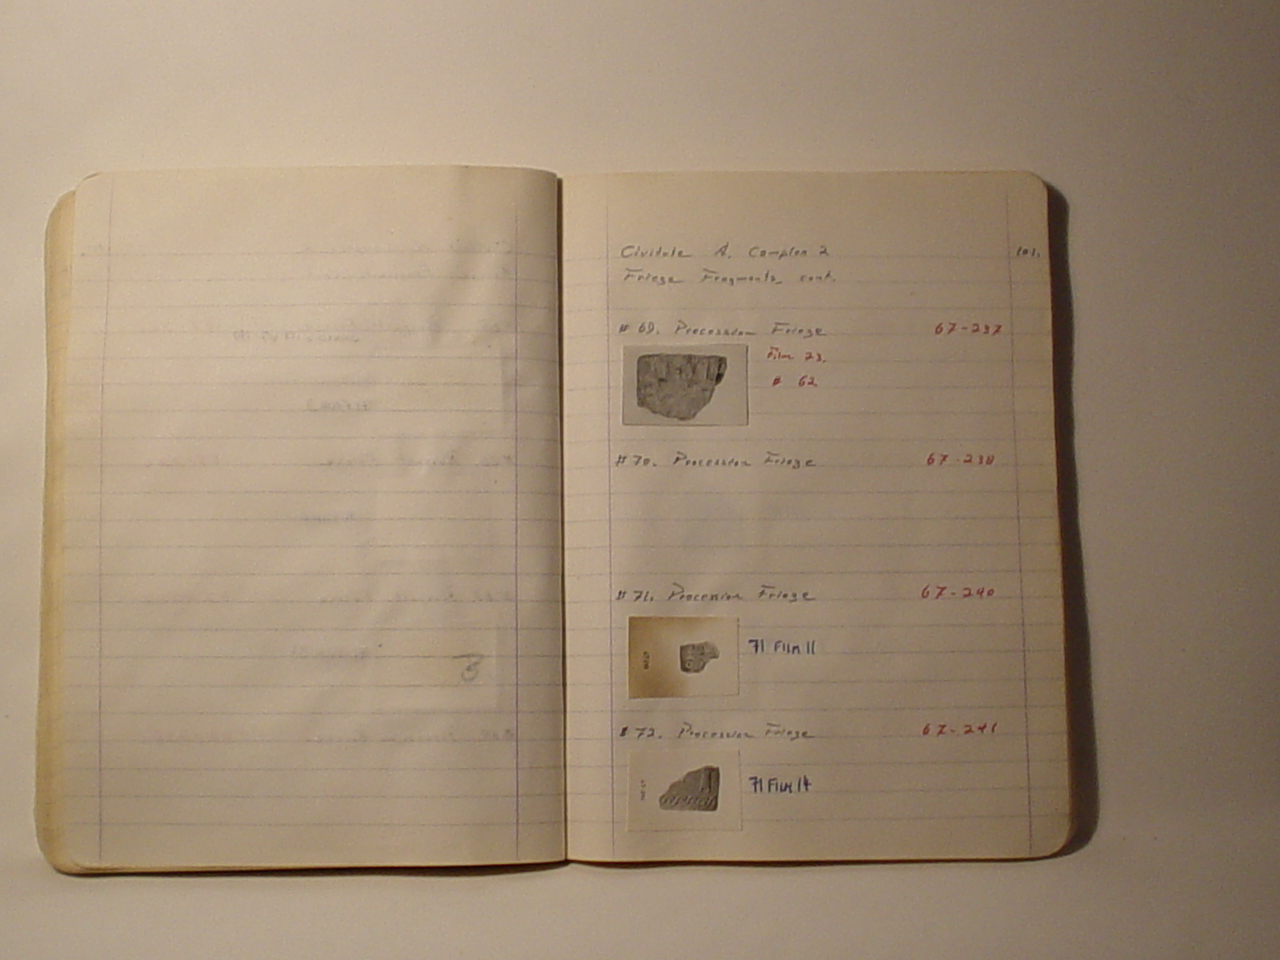 Cividale A. Complex 2
101.
Frieze Fragments cont.
# 69. Procession Frieze 67-237
Film 23.
# 62
# 70. Procession Frieze 67-238
# 71. Procession Frieze 67-240
71 Film 11
# 72. Procession Frieze 67-241
71 Film 14